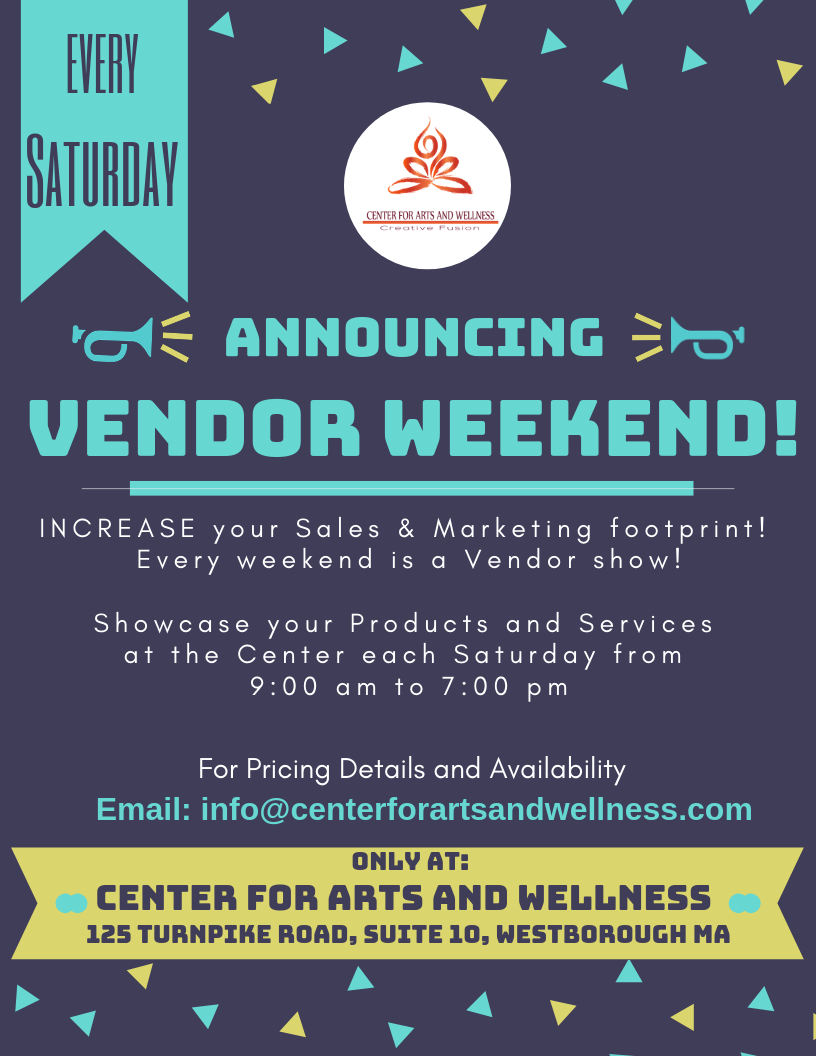 EVERY
SATURDAY
CENTER FOR ARTS AND WELLNESS
Creative Fusion
ANNOUNCING
VENDOR WEEKEND!
INCREASE your Sales & Marketing footprint!
Every weekend is a Vendor show!
Showcase your Products and Services
at the Center each Saturday from
9:00 am to 7:00 pm
For Pricing Details and Availability
Email: info@centerforartsandwellness.com
ONLY AT:
CENTER FOR ARTS AND WELLNESS
125 TURNPIKE ROAD, SUITE 10, WESTBOROUGH MA